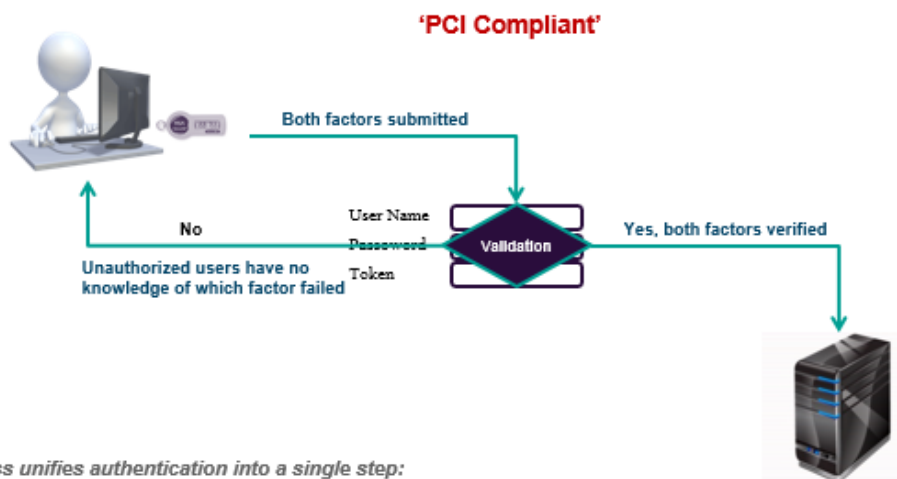 ‘PCI Compliant’
Both factors submitted
User Name
No
Yes, both factors verified
Password
Validation
Unauthorized users have no
knowledge of which factor failed
Token
ss unifies authentication into a single step: